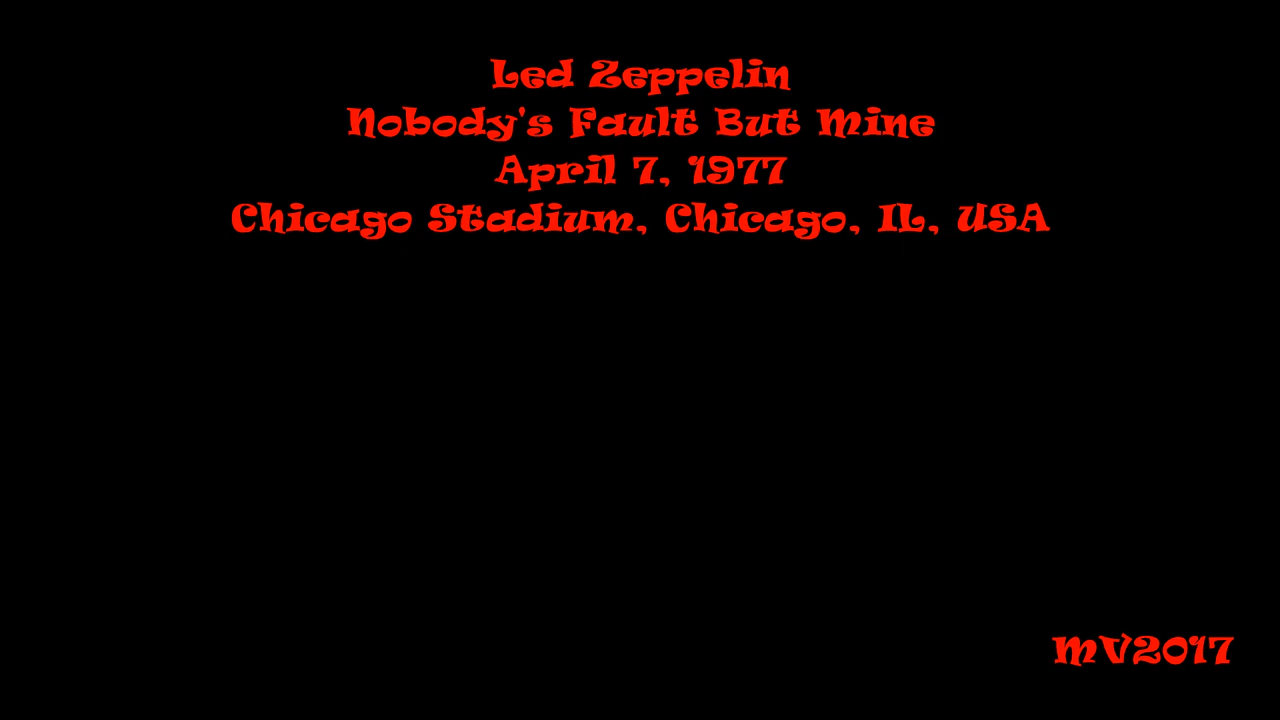 Led Zeppelin
Nobody's Fault But Mine
April 7, 1977
Chicago Stadium, Chicago, IL, USA
MV2017